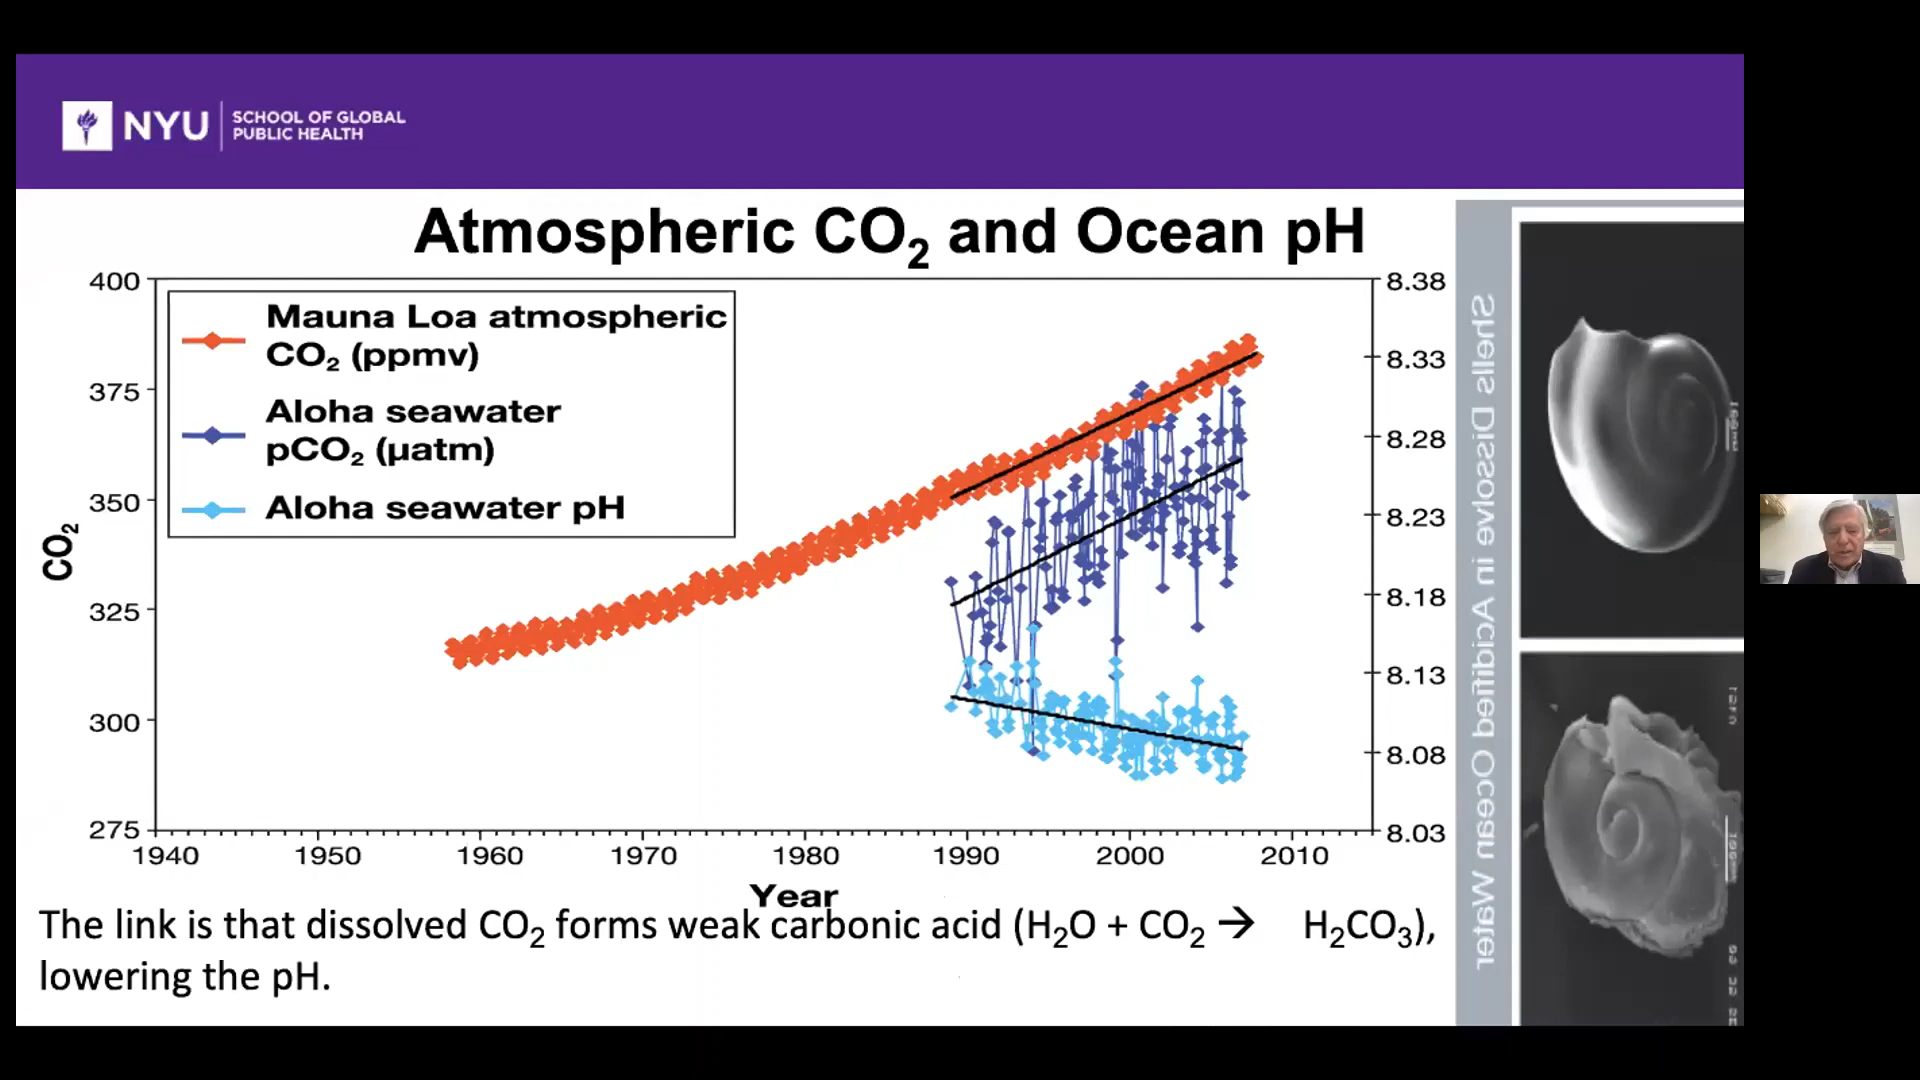 NYU
SCHOOL OF GLOBAL
PUBLIC HEALTH
Atmospheric CO₂ and Ocean pH
Mauna Loa atmospheric
CO₂ (ppmv)
Aloha seawater
pCO₂ (µatm)
Aloha seawater pH
400
375
350
325
300
275
CO₂
8.38
8.33
8.28
8.23
8.18
8.13
8.08
8.03
1940 1950 1960 1970 1980 1990 2000 2010
Year
The link is that dissolved CO₂ forms weak carbonic acid (H₂O + CO₂ → H₂CO₃),
lowering the pH.
Shells Dissolve in Acidified Ocean Water